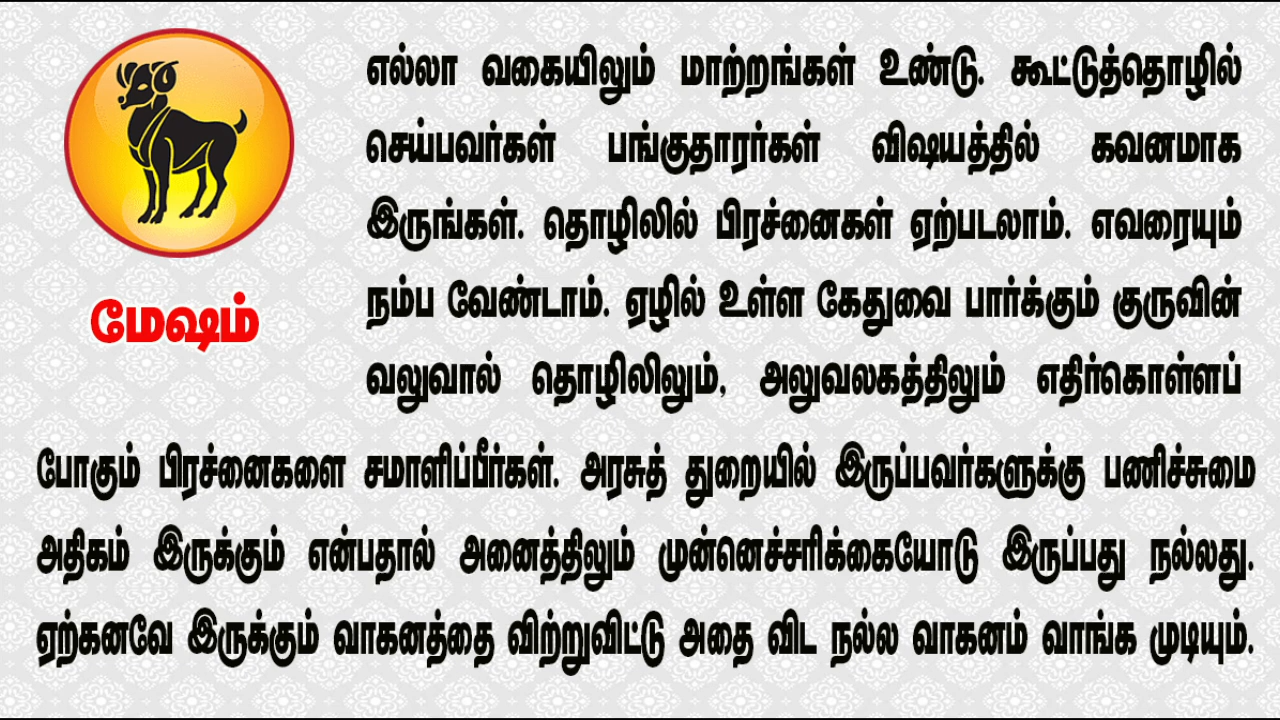 மேஷம்
எல்லா வகையிலும் மாற்றங்கள் உண்டு. கூட்டுத்தொழில்
செய்பவர்கள் பங்குதாரர்கள் விஷயத்தில் கவனமாக
இருங்கள். தொழிலில் பிரச்னைகள் ஏற்படலாம். எவரையும்
நம்ப வேண்டாம். ஏழில் உள்ள கேதுவை பார்க்கும் குருவின்
வலுவால் தொழிலிலும், அலுவலகத்திலும் எதிர்கொள்ளப்
போகும் பிரச்னைகளை சமாளிப்பீர்கள். அரசுத் துறையில் இருப்பவர்களுக்கு பணிச்சுமை
அதிகம் இருக்கும் என்பதால் அனைத்திலும் முன்னெச்சரிக்கையோடு இருப்பது நல்லது.
ஏற்கனவே இருக்கும் வாகனத்தை விற்றுவிட்டு அதை விட நல்ல வாகனம் வாங்க முடியும்.